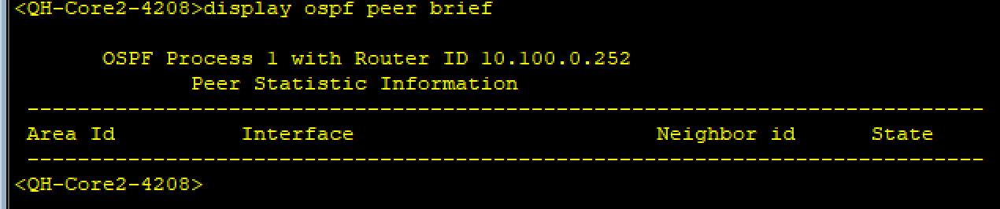 <QH-Core2-4208>display ospf peer brief
OSPF Process 1 with Router ID 10.100.0.252
Peer Statistic Information
----------------------------------------------------------------------------
Area Id Interface Neighbor id State
----------------------------------------------------------------------------
<QH-Core2-4208>